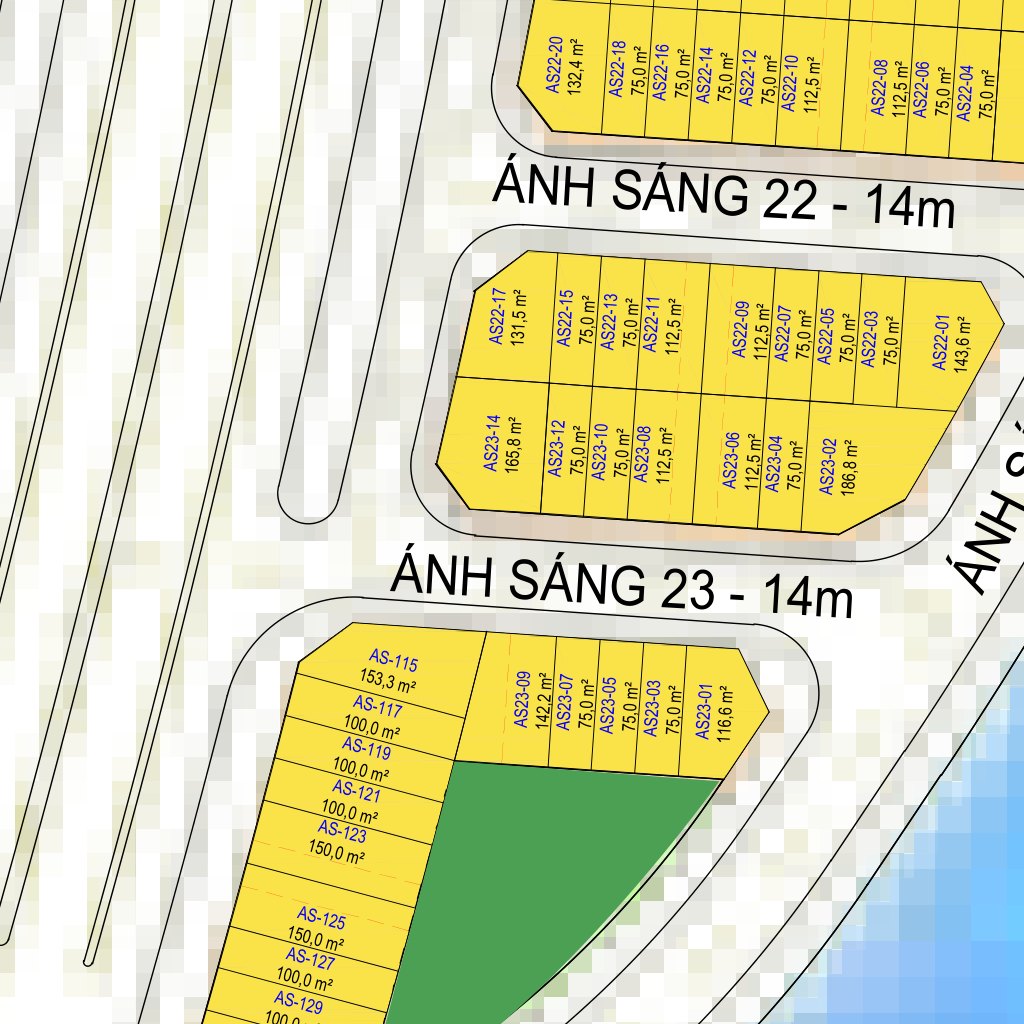 AS22-20
132,4 m²
AS22-18
75,0 m²
AS22-16
75,0 m²
AS22-14
75,0 m²
AS22-12
75,0 m²
AS22-10
112,5 m²
AS22-08
112,5 m²
AS22-06
75,0 m²
AS22-04
75,0 m²
ÁNH SÁNG 22 - 14m
AS22-17
131,5 m²
AS22-15
75,0 m²
AS22-13
75,0 m²
AS22-11
112,5 m²
AS22-09
112,5 m²
AS22-07
75,0 m²
AS22-05
75,0 m²
AS22-03
75,0 m²
AS22-01
143,6 m²
AS23-14
165,8 m²
AS23-12
75,0 m²
AS23-10
75,0 m²
AS23-08
112,5 m²
AS23-06
112,5 m²
AS23-04
75,0 m²
AS23-02
186,8 m²
ÁNH
ÁNH SÁNG 23 - 14m
AS-115
153,3 m²
AS-117
100,0 m²
AS-119
100,0 m²
AS-121
100,0 m²
AS-123
150,0 m²
AS-125
150,0 m²
AS-127
100,0 m²
AS-129
AS23-09
142,2 m²
AS23-07
75,0 m²
AS23-05
75,0 m²
AS23-03
75,0 m²
AS23-01
116,6 m²